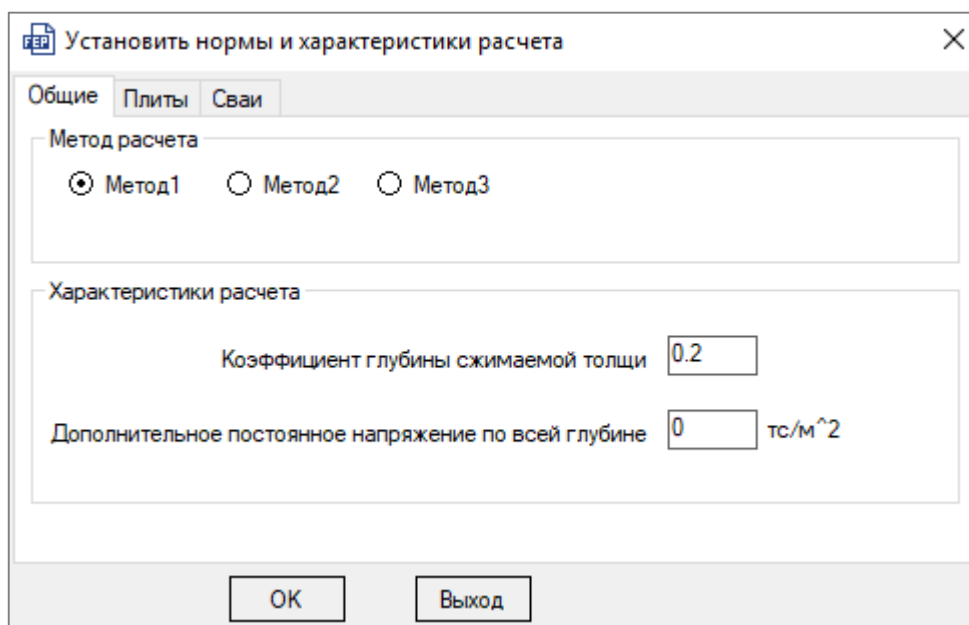 FEP Установить нормы и характеристики расчета
Общие Плиты Сваи
Метод расчета
Метод1 Метод2 Метод3
Характеристики расчета
Коэффициент глубины сжимаемой толщи 0.2
Дополнительное постоянное напряжение по всей глубине 0 тс/м^2
OK Выход